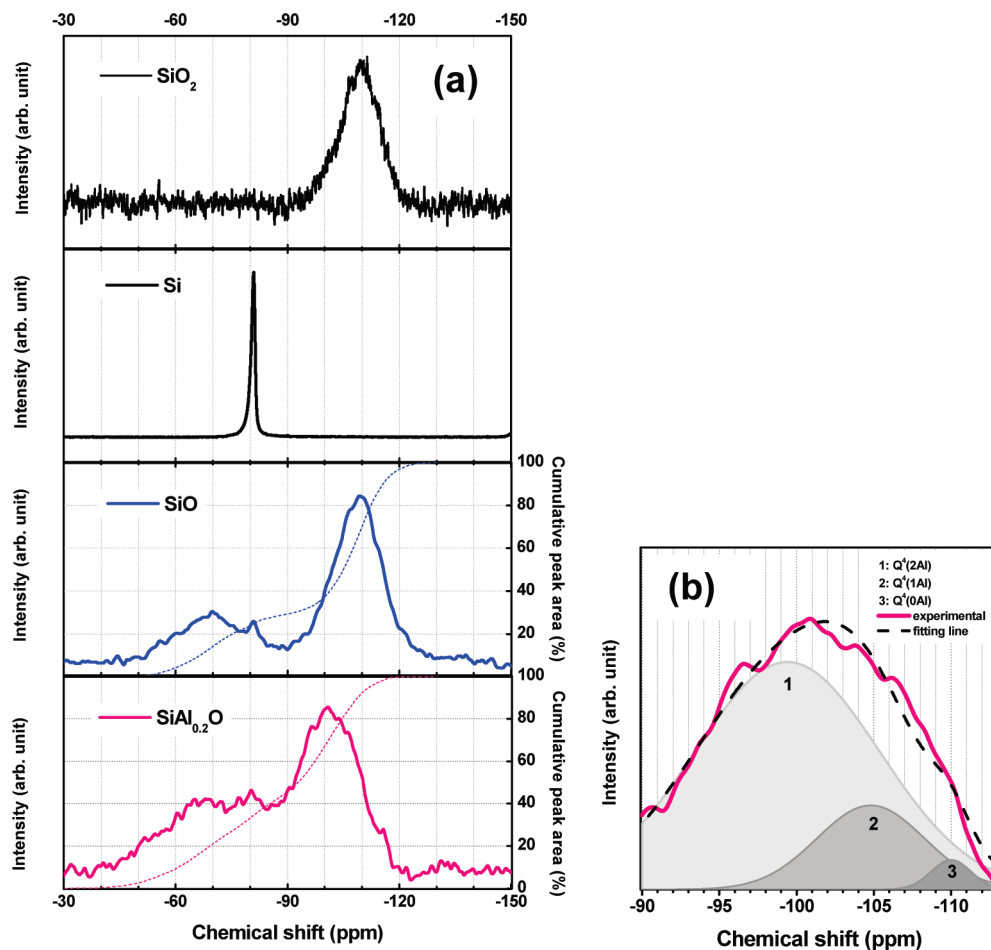 -30 -60 -90 -120 -150
SiO₂
(a)
Intensity (arb. unit)
Si
Intensity (arb. unit)
SiO
Intensity (arb. unit)
100
80
60
40
20
Cumulative peak area (%)
SiAl₀.₂O
Intensity (arb. unit)
100
80
60
40
20
0
Cumulative peak area (%)
-30 -60 -90 -120 -150
Chemical shift (ppm)
(b)
1: Q⁴(2Al)
2: Q⁴(1Al)
3: Q⁴(0Al)
experimental
fitting line
1
2
3
Intensity (arb. unit)
-90 -95 -100 -105 -110
Chemical shift (ppm)